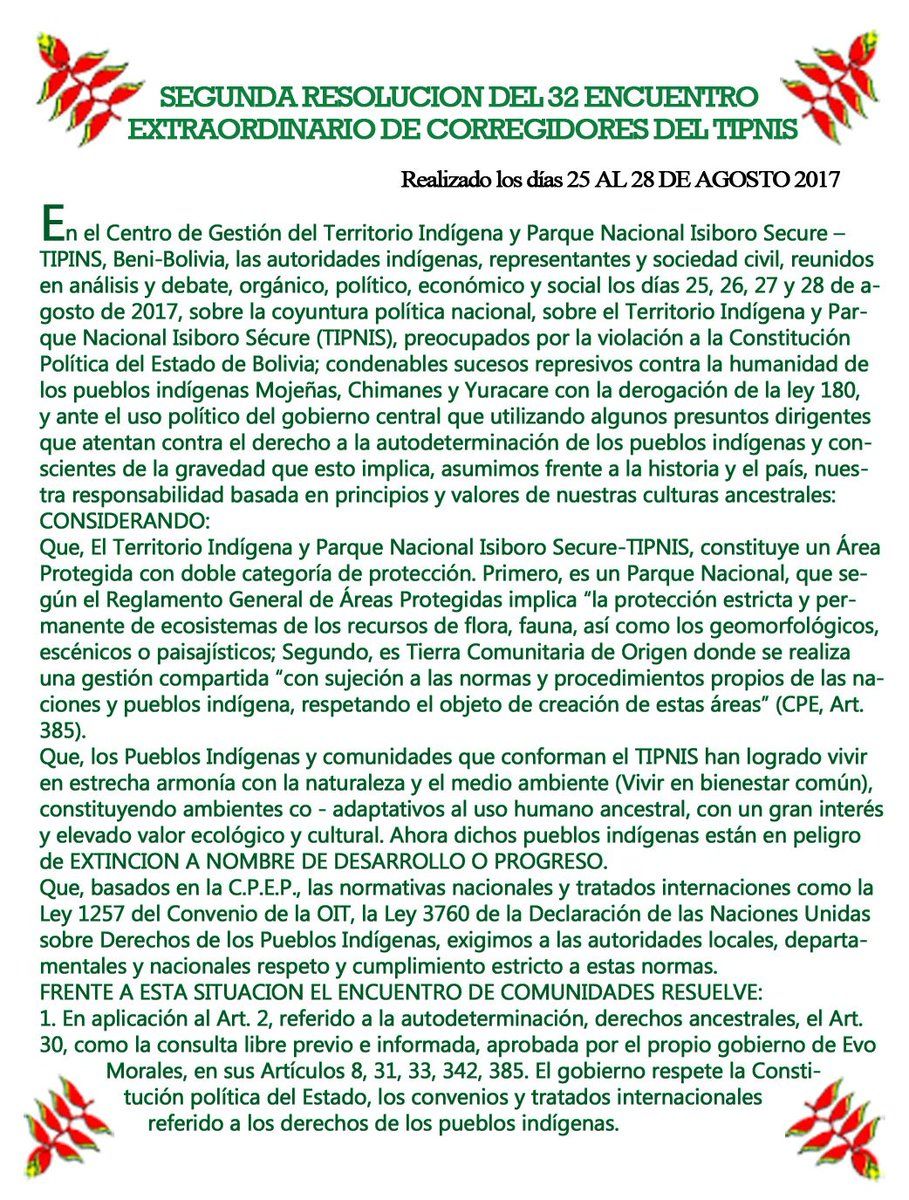 SEGUNDA RESOLUCION DEL 32 ENCUENTRO
EXTRAORDINARIO DE CORREGIDORES DEL TIPNIS
Realizado los días 25 AL 28 DE AGOSTO 2017
En el Centro de Gestión del Territorio Indígena y Parque Nacional Isiboro Secure –
TIPINS, Beni-Bolivia, las autoridades indígenas, representantes y sociedad civil, reunidos
en análisis y debate, orgánico, político, económico y social los días 25, 26, 27 y 28 de a-
gosto de 2017, sobre la coyuntura política nacional, sobre el Territorio Indígena y Par-
que Nacional Isiboro Sécure (TIPNIS), preocupados por la violación a la Constitución
Política del Estado de Bolivia; condenables sucesos represivos contra la humanidad de
los pueblos indígenas Mojeñas, Chimanes y Yuracare con la derogación de la ley 180,
y ante el uso político del gobierno central que utilizando algunos presuntos dirigentes
que atentan contra el derecho a la autodeterminación de los pueblos indígenas y con-
scientes de la gravedad que esto implica, asumimos frente a la historia y el país, nues-
tra responsabilidad basada en principios y valores de nuestras culturas ancestrales:
CONSIDERANDO:
Que, El Territorio Indígena y Parque Nacional Isiboro Secure-TIPNIS, constituye un Área
Protegida con doble categoría de protección. Primero, es un Parque Nacional, que se-
gún el Reglamento General de Áreas Protegidas implica “la protección estricta y per-
manente de ecosistemas de los recursos de flora, fauna, así como los geomorfológicos,
escénicos o paisajísticos; Segundo, es Tierra Comunitaria de Origen donde se realiza
una gestión compartida “con sujeción a las normas y procedimientos propios de las na-
ciones y pueblos indígena, respetando el objeto de creación de estas áreas” (CPE, Art.
385).
Que, los Pueblos Indígenas y comunidades que conforman el TIPNIS han logrado vivir
en estrecha armonía con la naturaleza y el medio ambiente (Vivir en bienestar común),
constituyendo ambientes co - adaptativos al uso humano ancestral, con un gran interés
y elevado valor ecológico y cultural. Ahora dichos pueblos indígenas están en peligro
de EXTINCION A NOMBRE DE DESARROLLO O PROGRESO.
Que, basados en la C.P.E.P., las normativas nacionales y tratados internaciones como la
Ley 1257 del Convenio de la OIT, la Ley 3760 de la Declaración de las Naciones Unidas
sobre Derechos de los Pueblos Indígenas, exigimos a las autoridades locales, departa-
mentales y nacionales respeto y cumplimiento estricto a estas normas.
FRENTE A ESTA SITUACION EL ENCUENTRO DE COMUNIDADES RESUELVE:
1. En aplicación al Art. 2, referido a la autodeterminación, derechos ancestrales, el Art.
30, como la consulta libre previo e informada, aprobada por el propio gobierno de Evo
Morales, en sus Artículos 8, 31, 33, 342, 385. El gobierno respete la Consti-
tución política del Estado, los convenios y tratados internacionales
referido a los derechos de los pueblos indígenas.